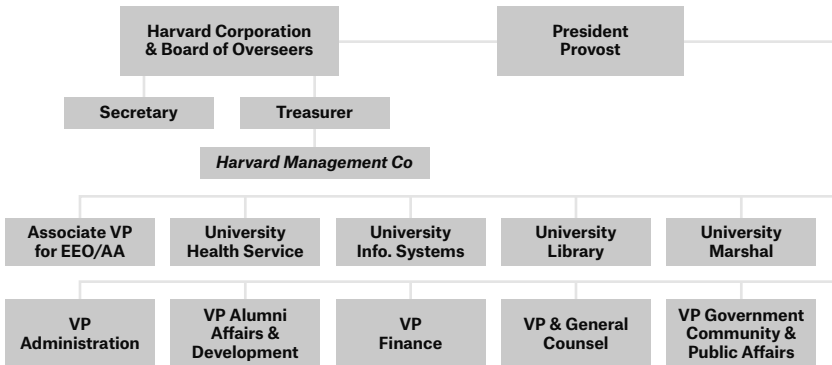 Harvard Corporation
& Board of Overseers
President
Provost
Secretary
Treasurer
Harvard Management Co
Associate VP
for EEO/AA
University
Health Service
University
Info. Systems
University
Library
University
Marshal
VP
Administration
VP Alumni
Affairs &
Development
VP
Finance
VP & General
Counsel
VP Government
Community &
Public Affairs